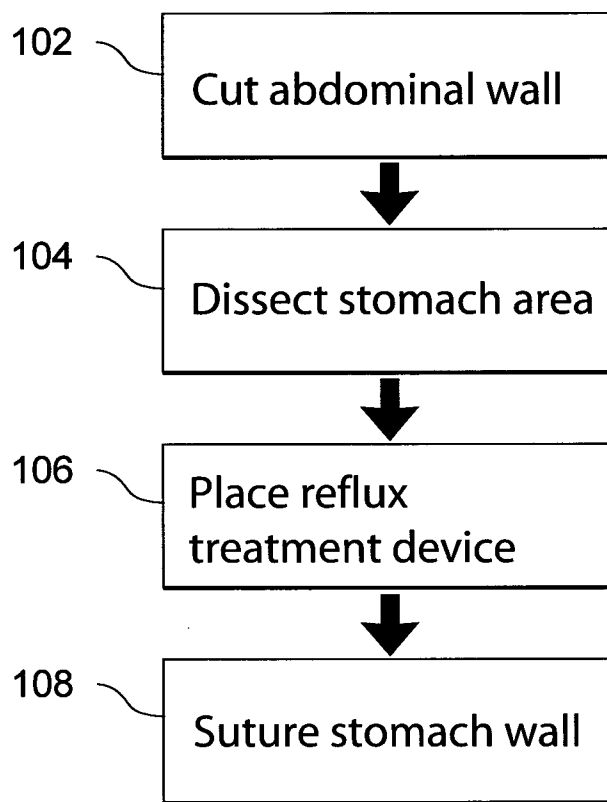 102
Cut abdominal wall
104
Dissect stomach area
106
Place reflux
treatment device
108
Suture stomach wall